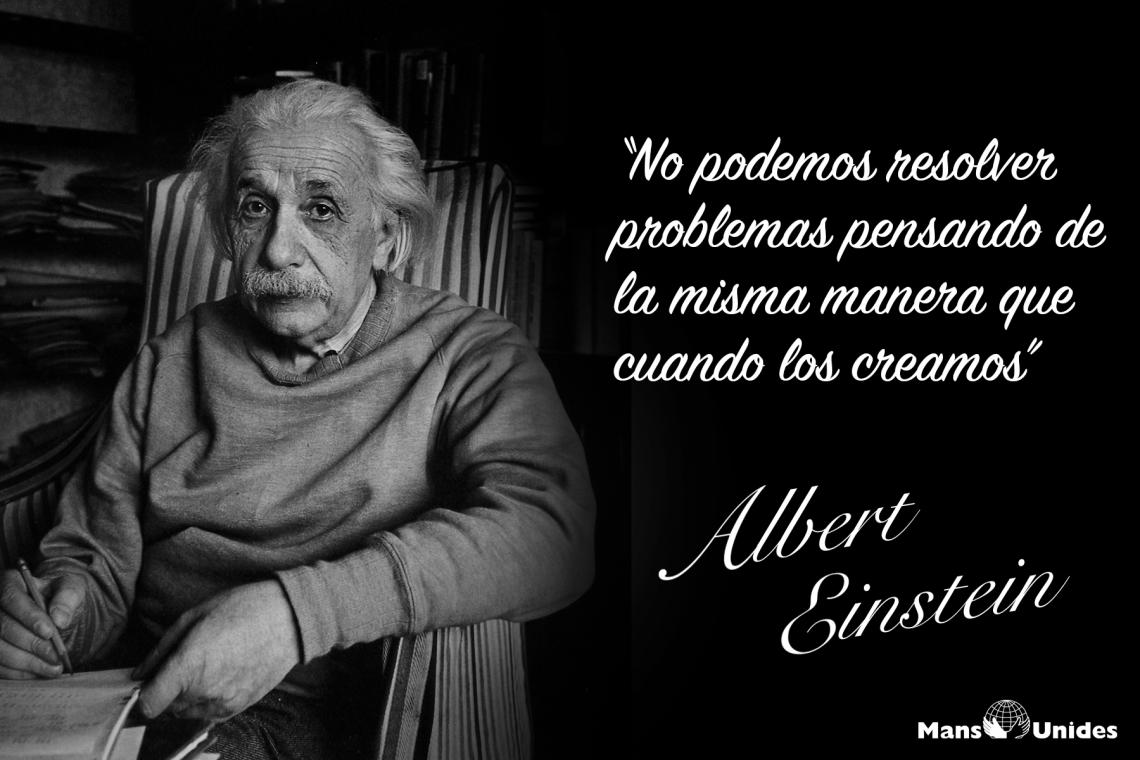 “No podemos resolver
problemas pensando de
la misma manera que
cuando los creamos”
Albert
Einstein
Mans Unides